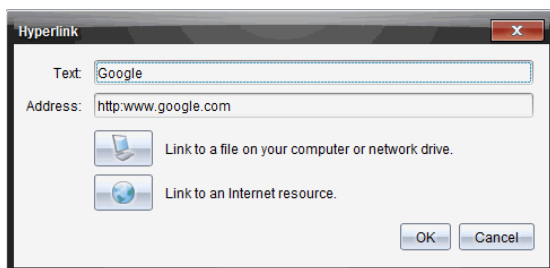 Hyperlink
Text: Google
Address: http:www.google.com
Link to a file on your computer or network drive.
Link to an Internet resource.
OK Cancel